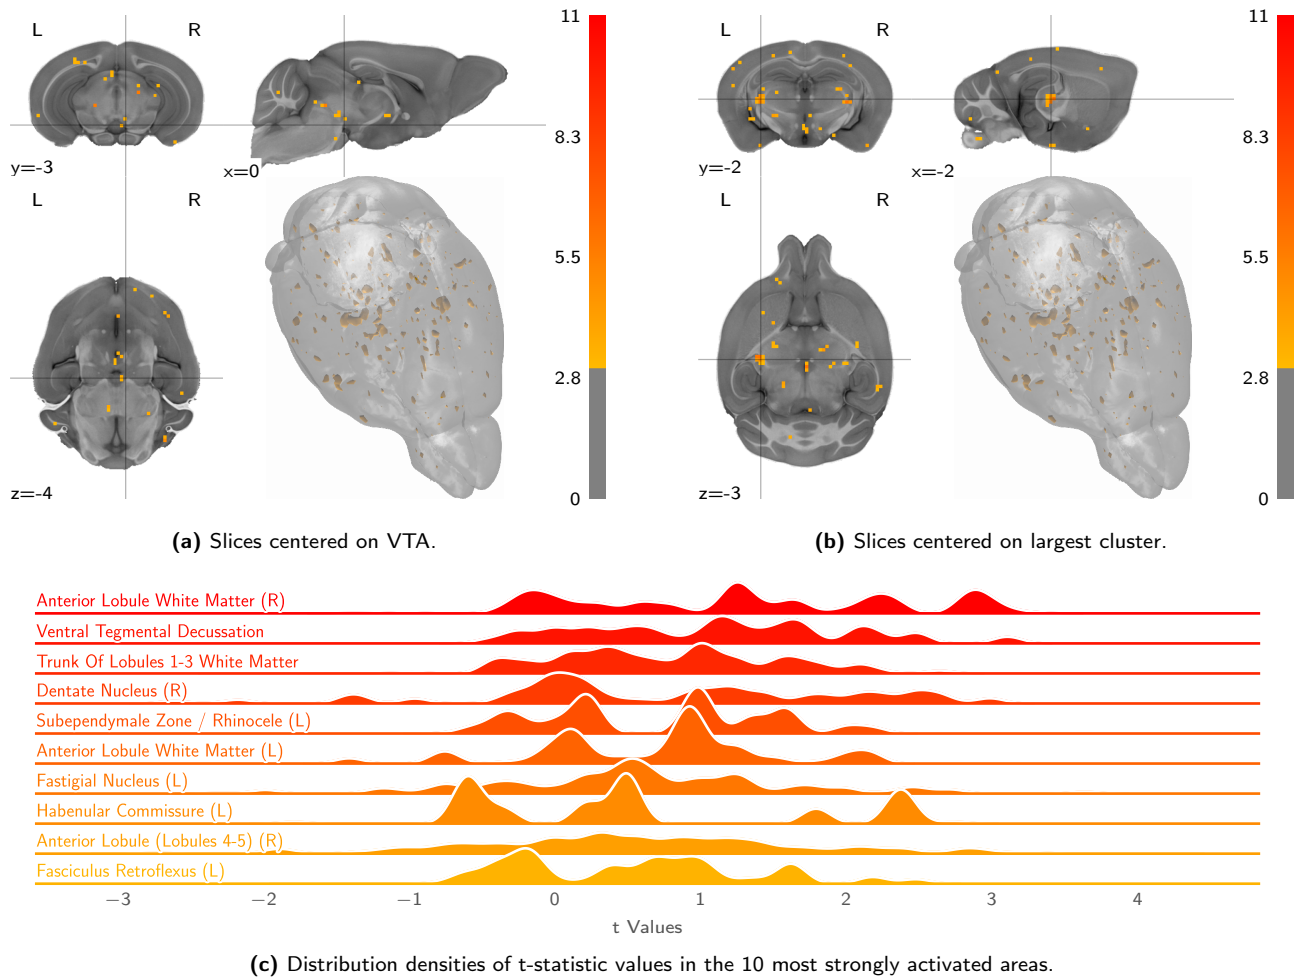 L
R
y=-3
x=0
L
R
z=-4
11
8.3
5.5
2.8
0
L
R
y=-2
x=-2
L
R
z=-3
11
8.3
5.5
2.8
0
(a) Slices centered on VTA.
(b) Slices centered on largest cluster.
Anterior Lobule White Matter (R)
Ventral Tegmental Decussation
Trunk Of Lobules 1-3 White Matter
Dentate Nucleus (R)
Subependymale Zone / Rhinocele (L)
Anterior Lobule White Matter (L)
Fastigial Nucleus (L)
Habenular Commissure (L)
Anterior Lobule (Lobules 4-5) (R)
Fasciculus Retroflexus (L)
−3 −2 −1 0 1 2 3 4
t Values
(c) Distribution densities of t-statistic values in the 10 most strongly activated areas.